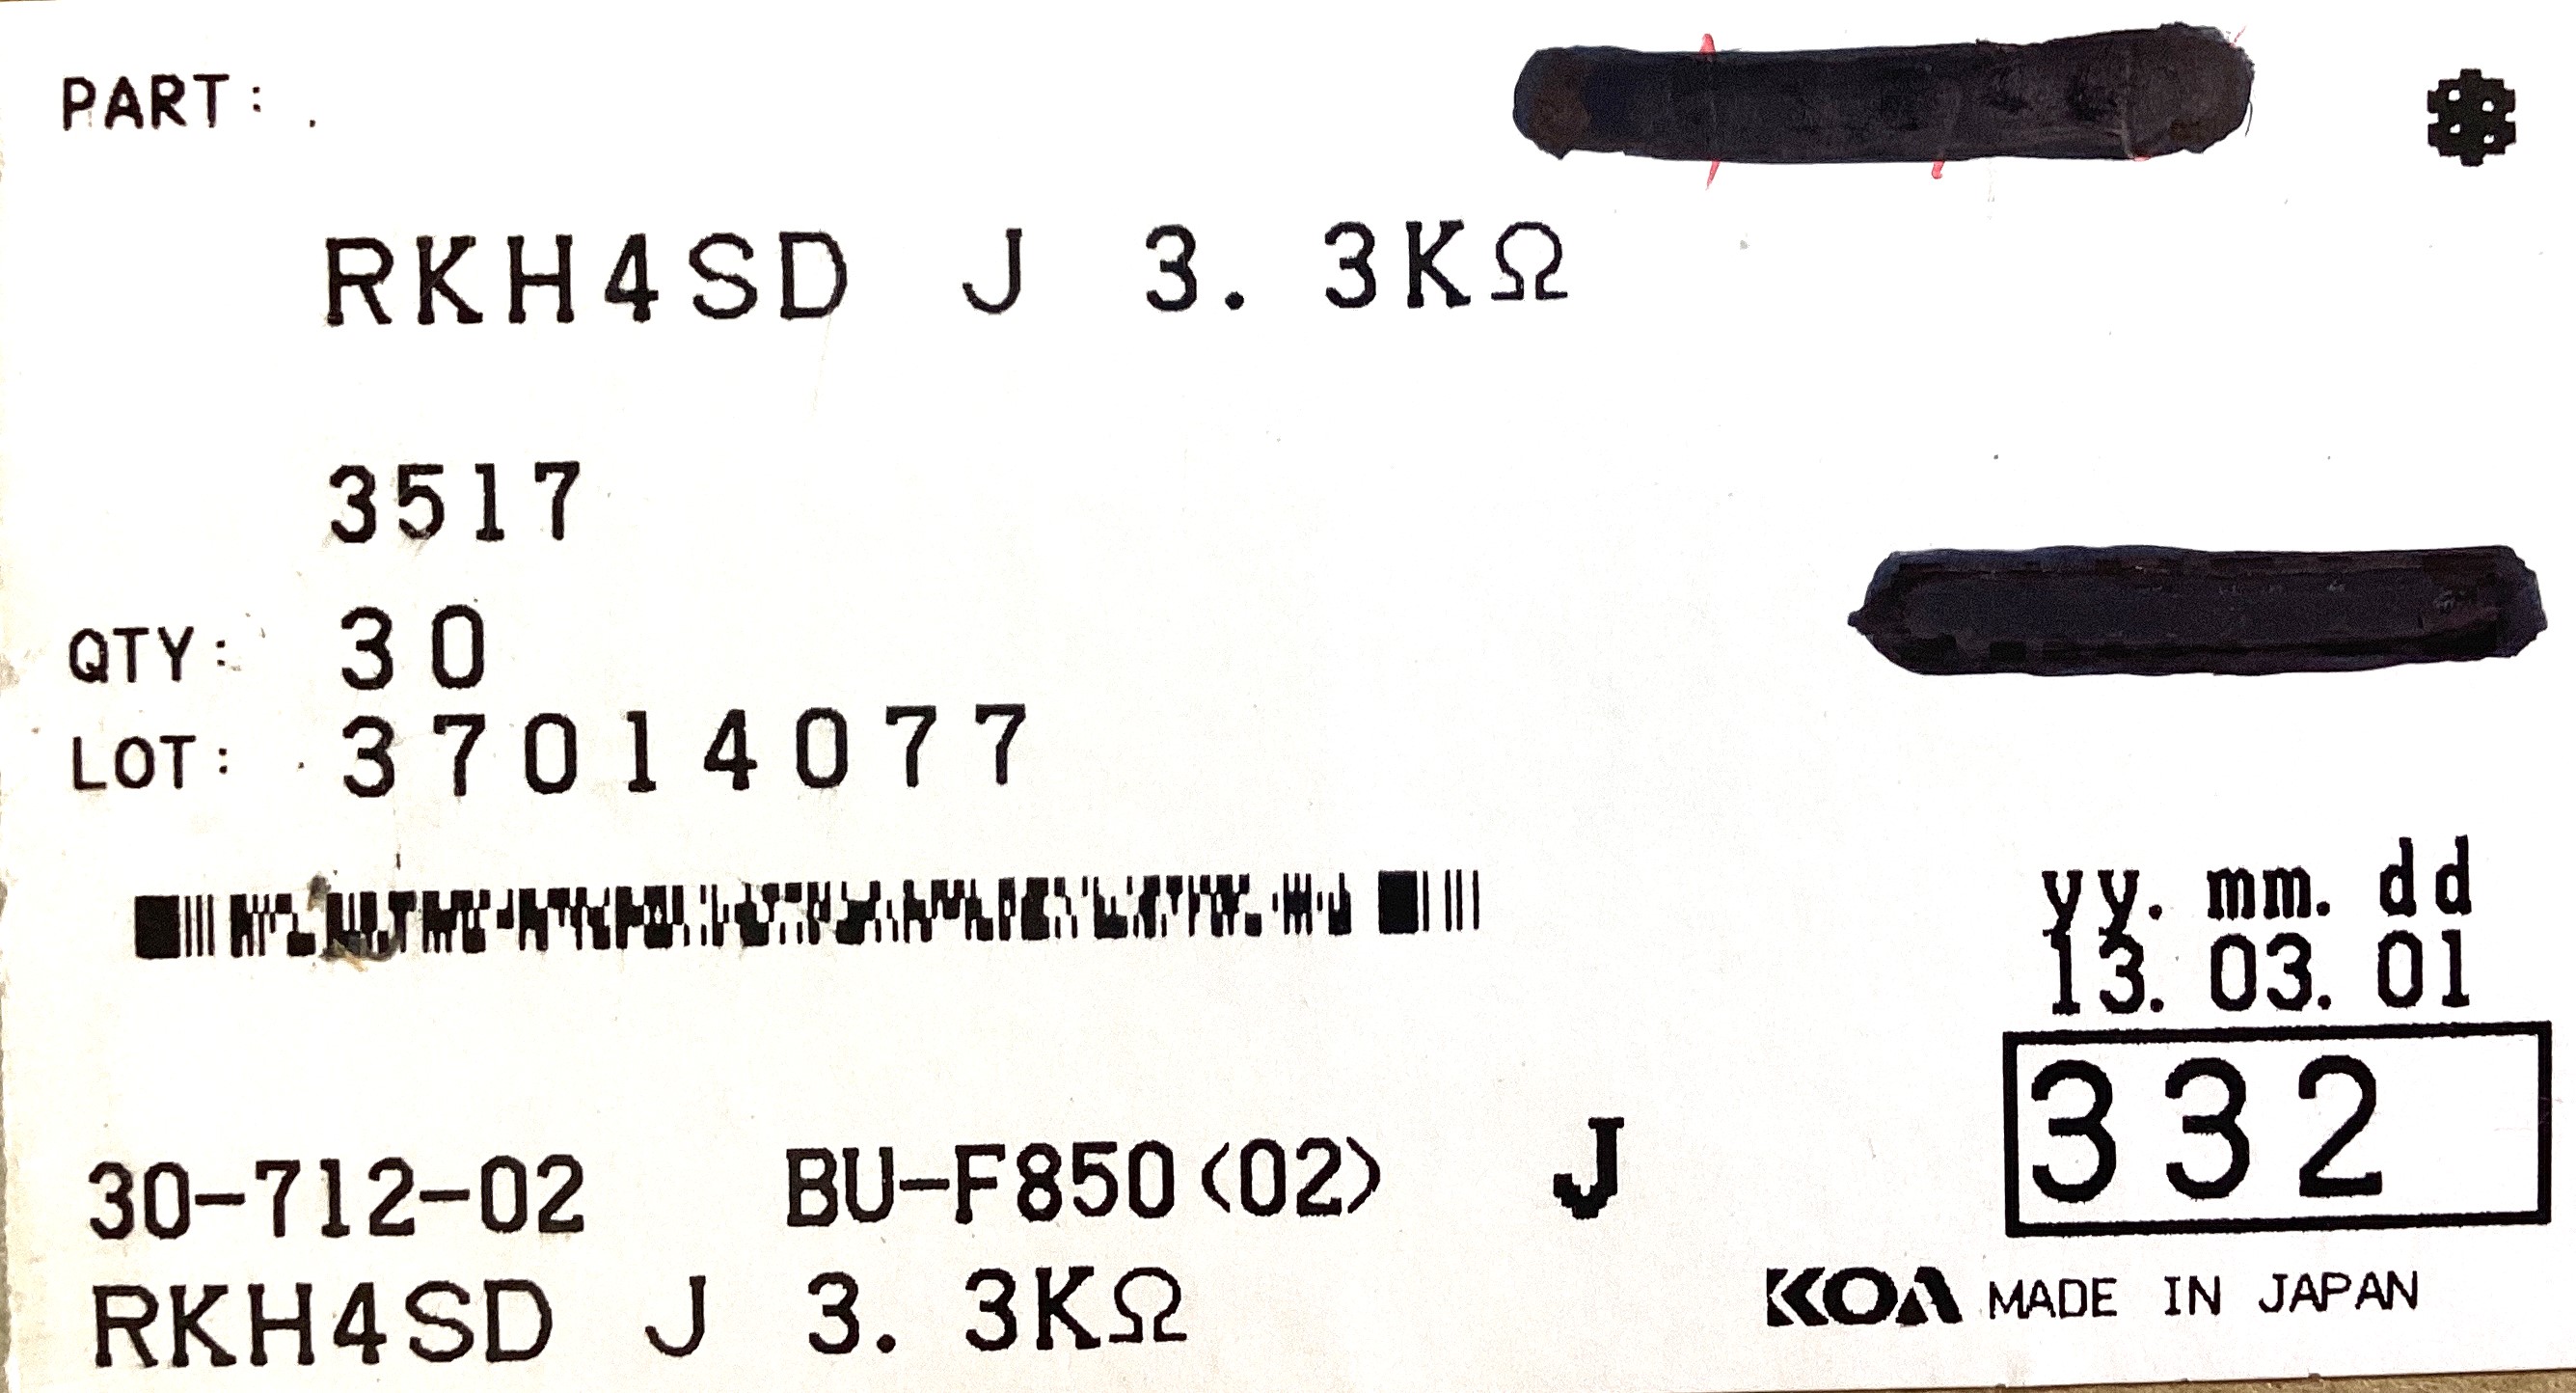 PART:
RKH4SD J 3.3KΩ
3517
QTY: 30
LOT: 37014077
yy.mm.dd
13.03.01
332
30-712-02 BU-F850(02) J
RKH4SD J 3.3KΩ
KOA MADE IN JAPAN